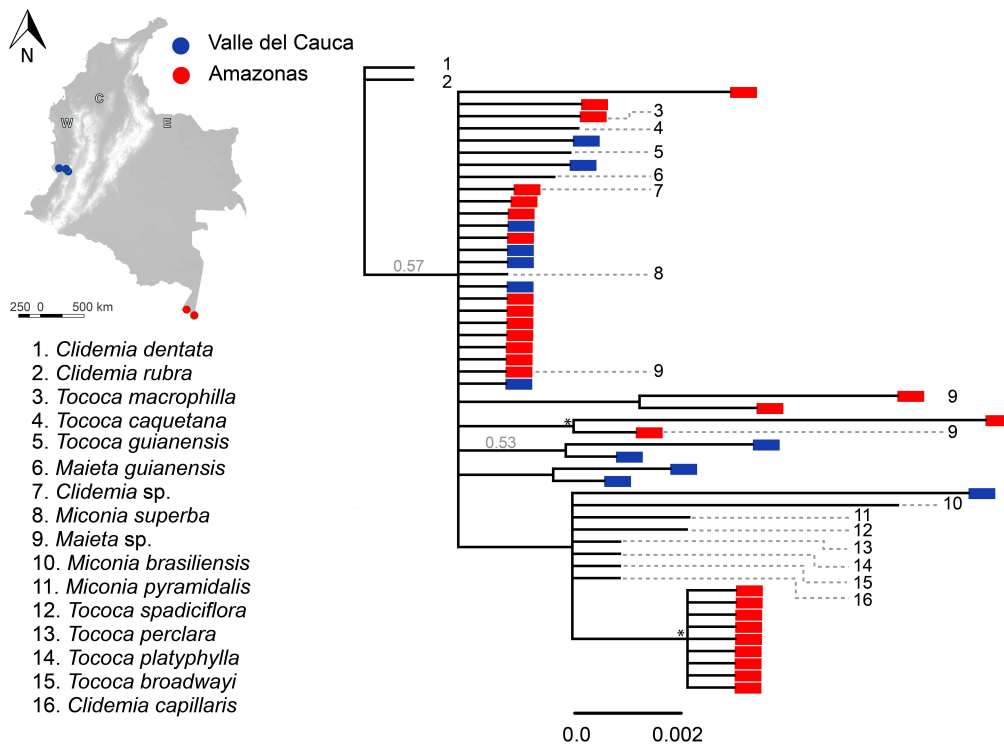 N
Valle del Cauca
Amazonas
C
W
E
250 0 500 km
1. Clidemia dentata
2. Clidemia rubra
3. Tococa macrophilla
4. Tococa caquetana
5. Tococa guianensis
6. Maieta guianensis
7. Clidemia sp.
8. Miconia superba
9. Maieta sp.
10. Miconia brasiliensis
11. Miconia pyramidalis
12. Tococa spadiciflora
13. Tococa perclara
14. Tococa platyphylla
15. Tococa broadwayi
16. Clidemia capillaris
1
2
3
4
5
6
7
0.57
8
9
9
*
9
0.53
10
11
12
13
14
15
16
*
0.0 0.002